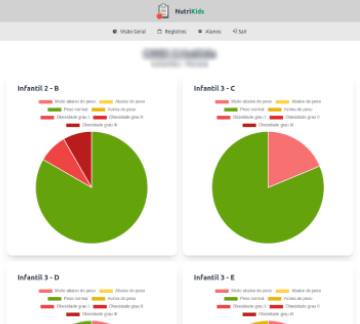 NutriKids
Visão Geral
Registros
Alunos
Sair
Infantil 2 - B
Muito abaixo do peso
Abaixo do peso
Peso normal
Acima do peso
Obesidade grau I
Obesidade grau II
Obesidade grau III
Infantil 3 - C
Muito abaixo do peso
Abaixo do peso
Peso normal
Acima do peso
Obesidade grau I
Obesidade grau II
Obesidade grau III
Infantil 3 - D
Muito abaixo do peso
Abaixo do peso
Peso normal
Acima do peso
Obesidade grau I
Obesidade grau II
Obesidade grau III
Infantil 3 - E
Muito abaixo do peso
Abaixo do peso
Peso normal
Acima do peso
Obesidade grau I
Obesidade grau II
Obesidade grau III